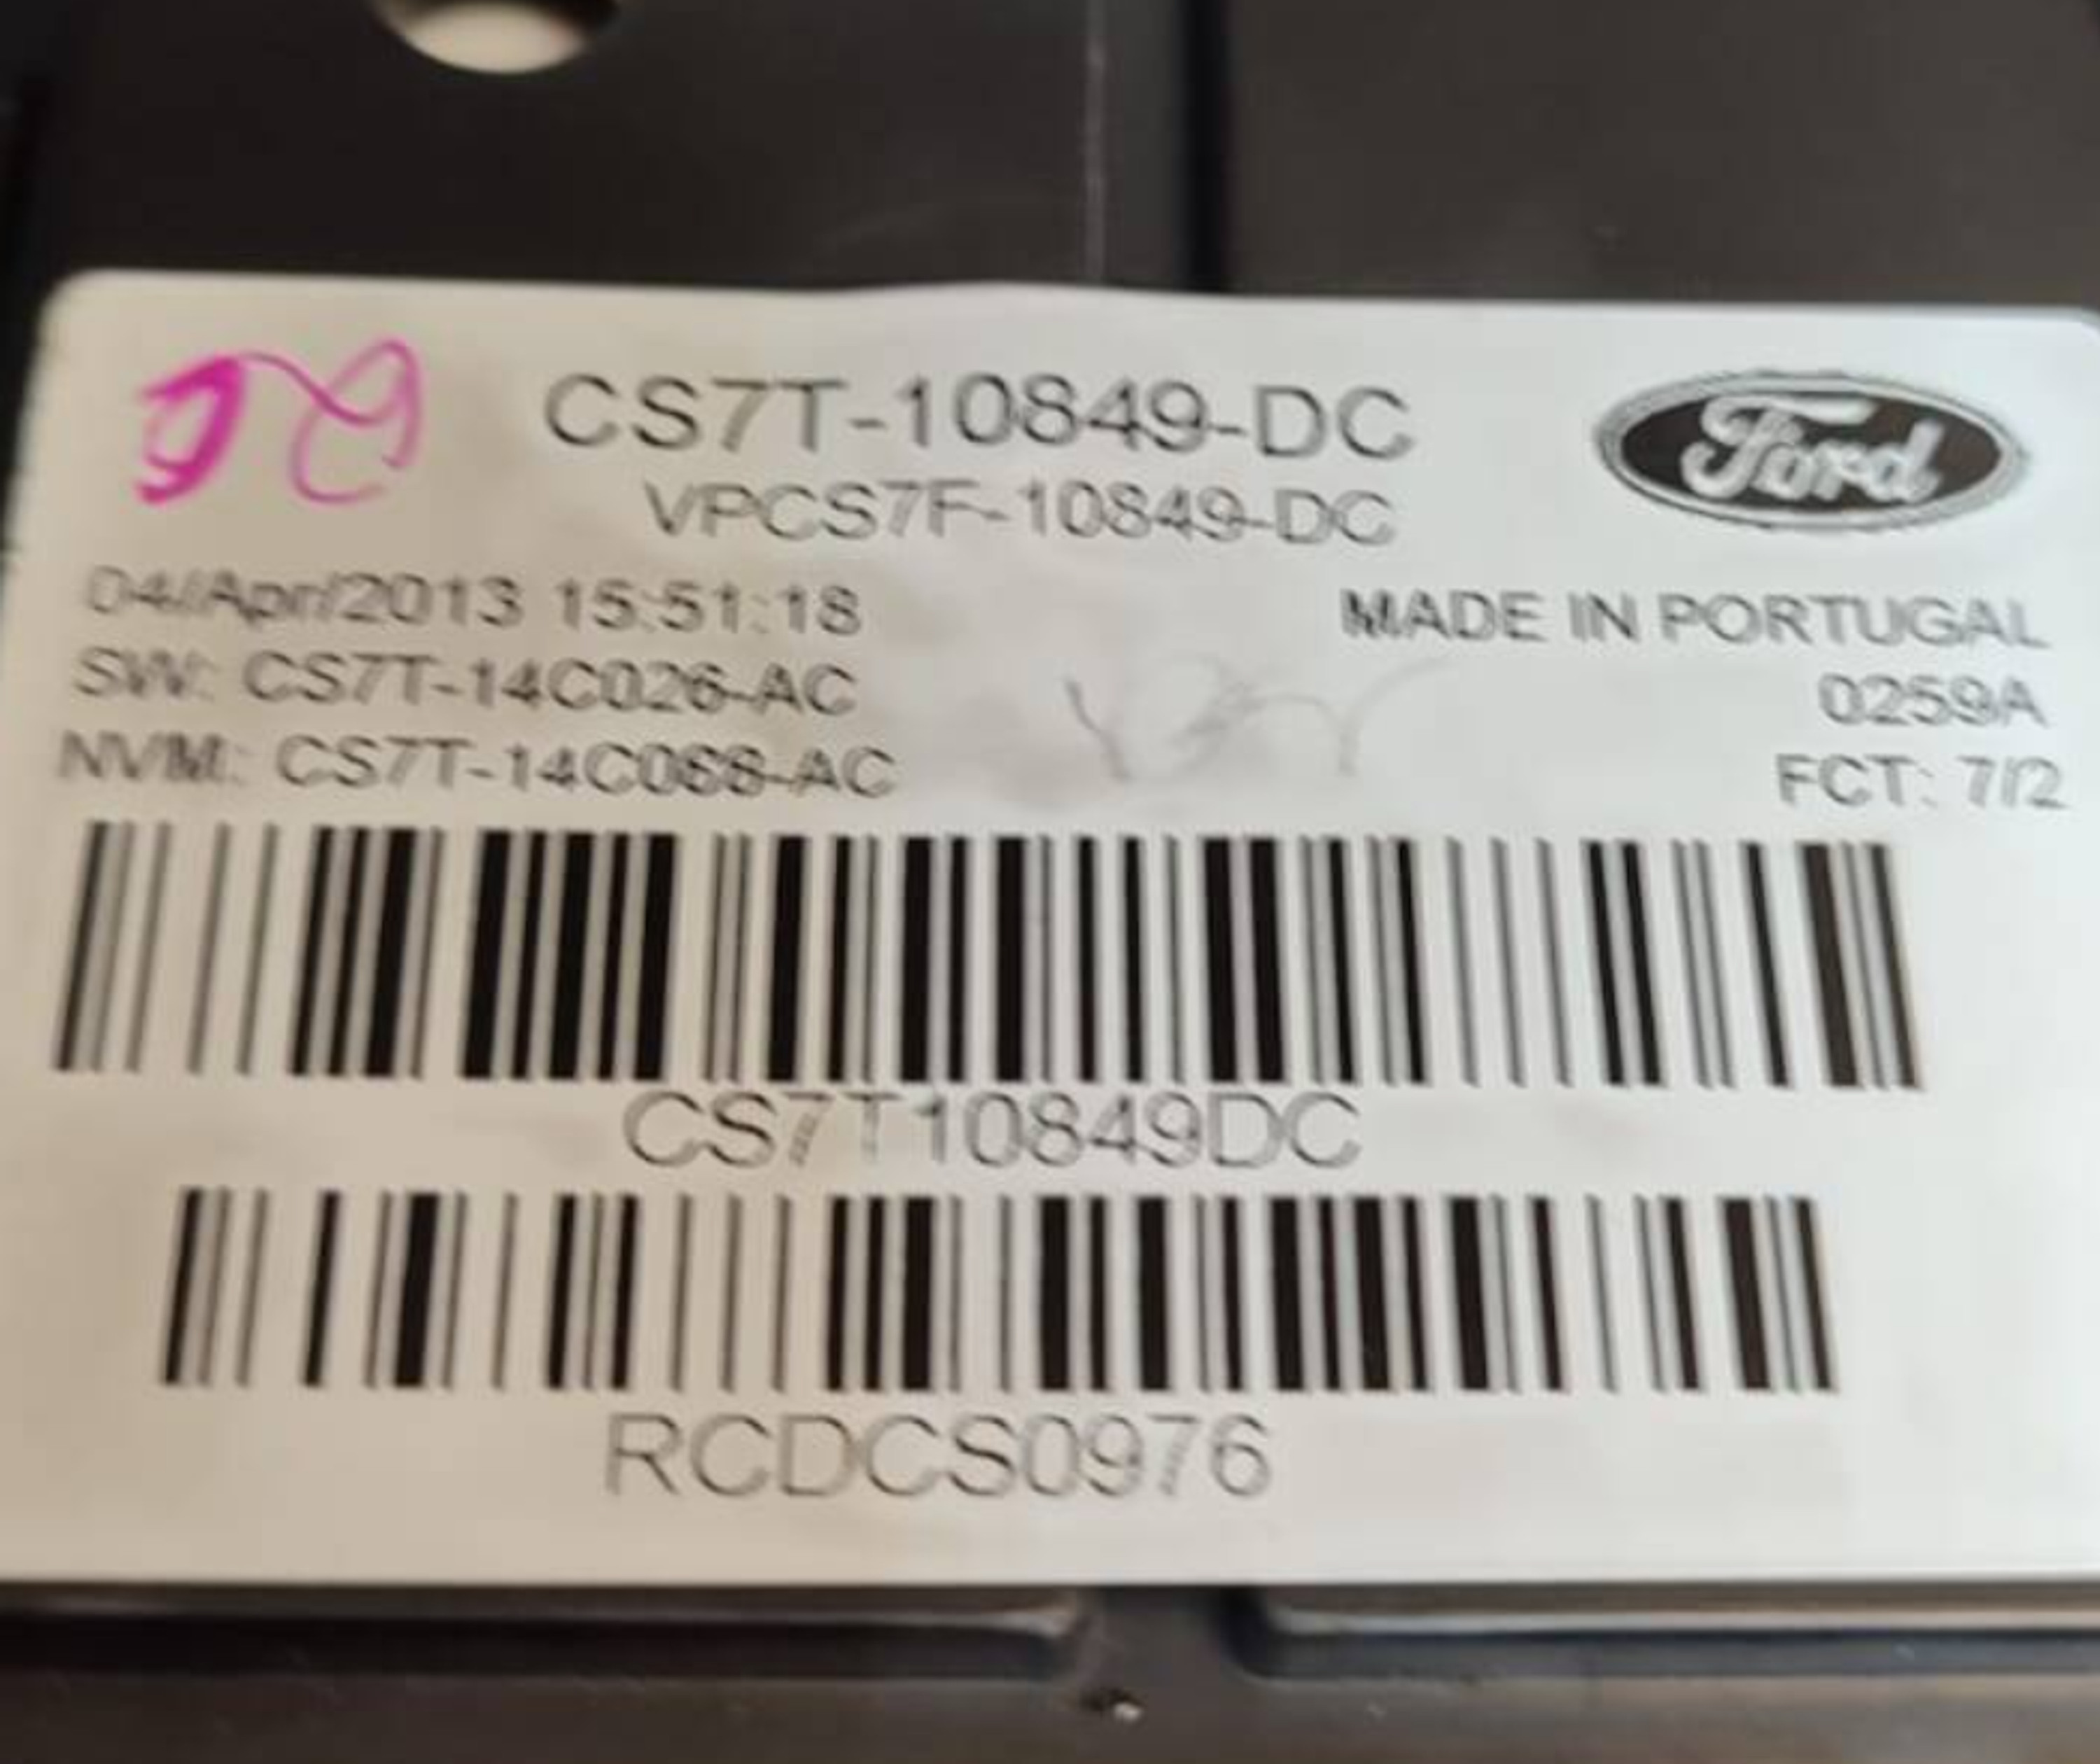 CS7T-10849-DC
Ford
VPCS7F-10849-DC
04/Apr/2013 15:51:18
MADE IN PORTUGAL
SW: CS7T-14C026-AC
0259A
NVM: CS7T-14C088-AC
FCT: 7/2
CS7T10849DC
RCDCS0976